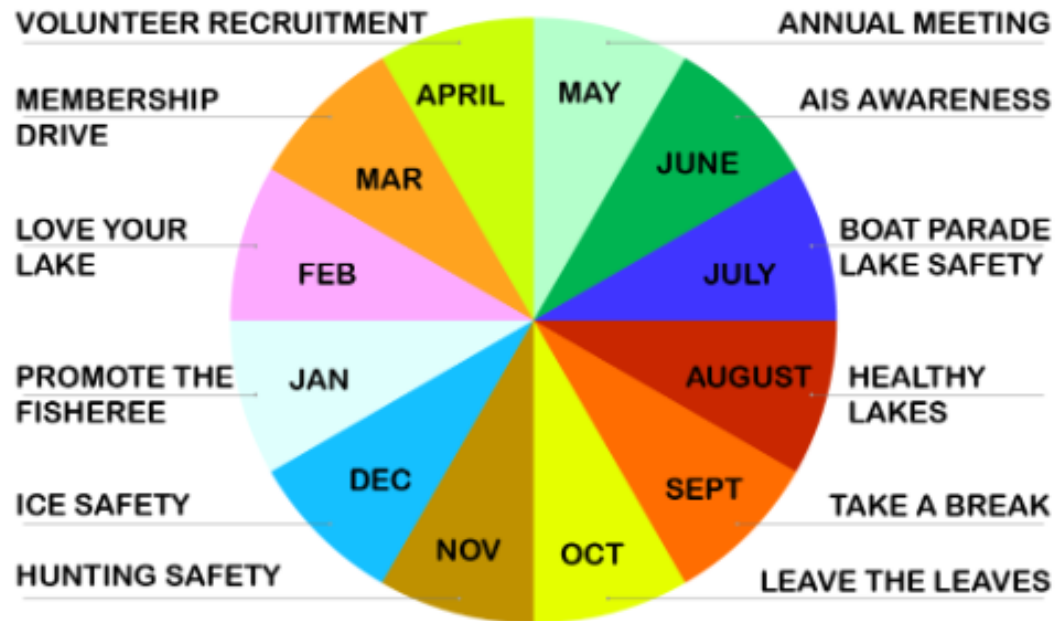 VOLUNTEER RECRUITMENT
ANNUAL MEETING
APRIL
MAY
MEMBERSHIP
DRIVE
AIS AWARENESS
MAR
JUNE
LOVE YOUR
LAKE
BOAT PARADE
LAKE SAFETY
FEB
JULY
PROMOTE THE
FISHEREE
JAN
AUGUST
HEALTHY
LAKES
ICE SAFETY
DEC
SEPT
TAKE A BREAK
HUNTING SAFETY
NOV
OCT
LEAVE THE LEAVES